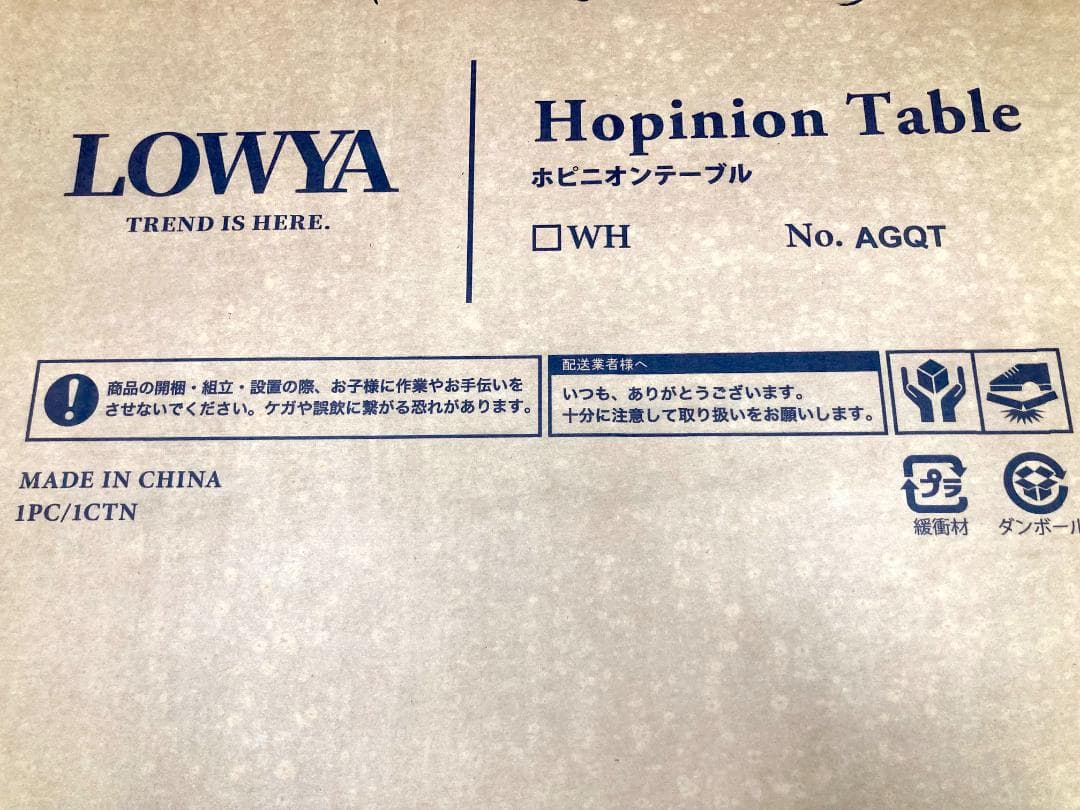 LOWYA
TREND IS HERE.
Hopinion Table
ホピニオンテーブル
□WH No. AGQT
商品の開梱・組立・設置の際、お子様に作業やお手伝いを
させないでください。ケガや誤飲に繋がる恐れがあります。
配送業者様へ
いつも、ありがとうございます。
十分に注意して取り扱いをお願いします。
MADE IN CHINA
1PC/1CTN
プラ
緩衝材
ダンボール